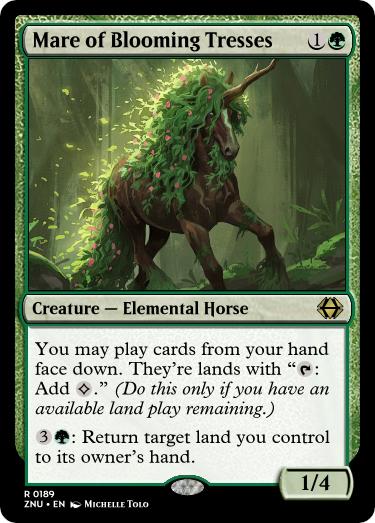 Mare of Blooming Tresses 1
Creature — Elemental Horse
You may play cards from your hand
face down. They're lands with “:
Add .” (Do this only if you have an
available land play remaining.)
3: Return target land you control
to its owner's hand.
1/4
R 0189
ZNU • EN Michelle Tolo